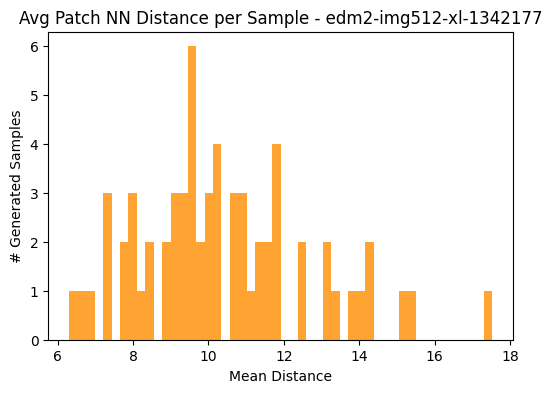 Avg Patch NN Distance per Sample - edm2-img512-xl-1342177
6
5
4
3
2
1
0
# Generated Samples
6 8 10 12 14 16 18
Mean Distance